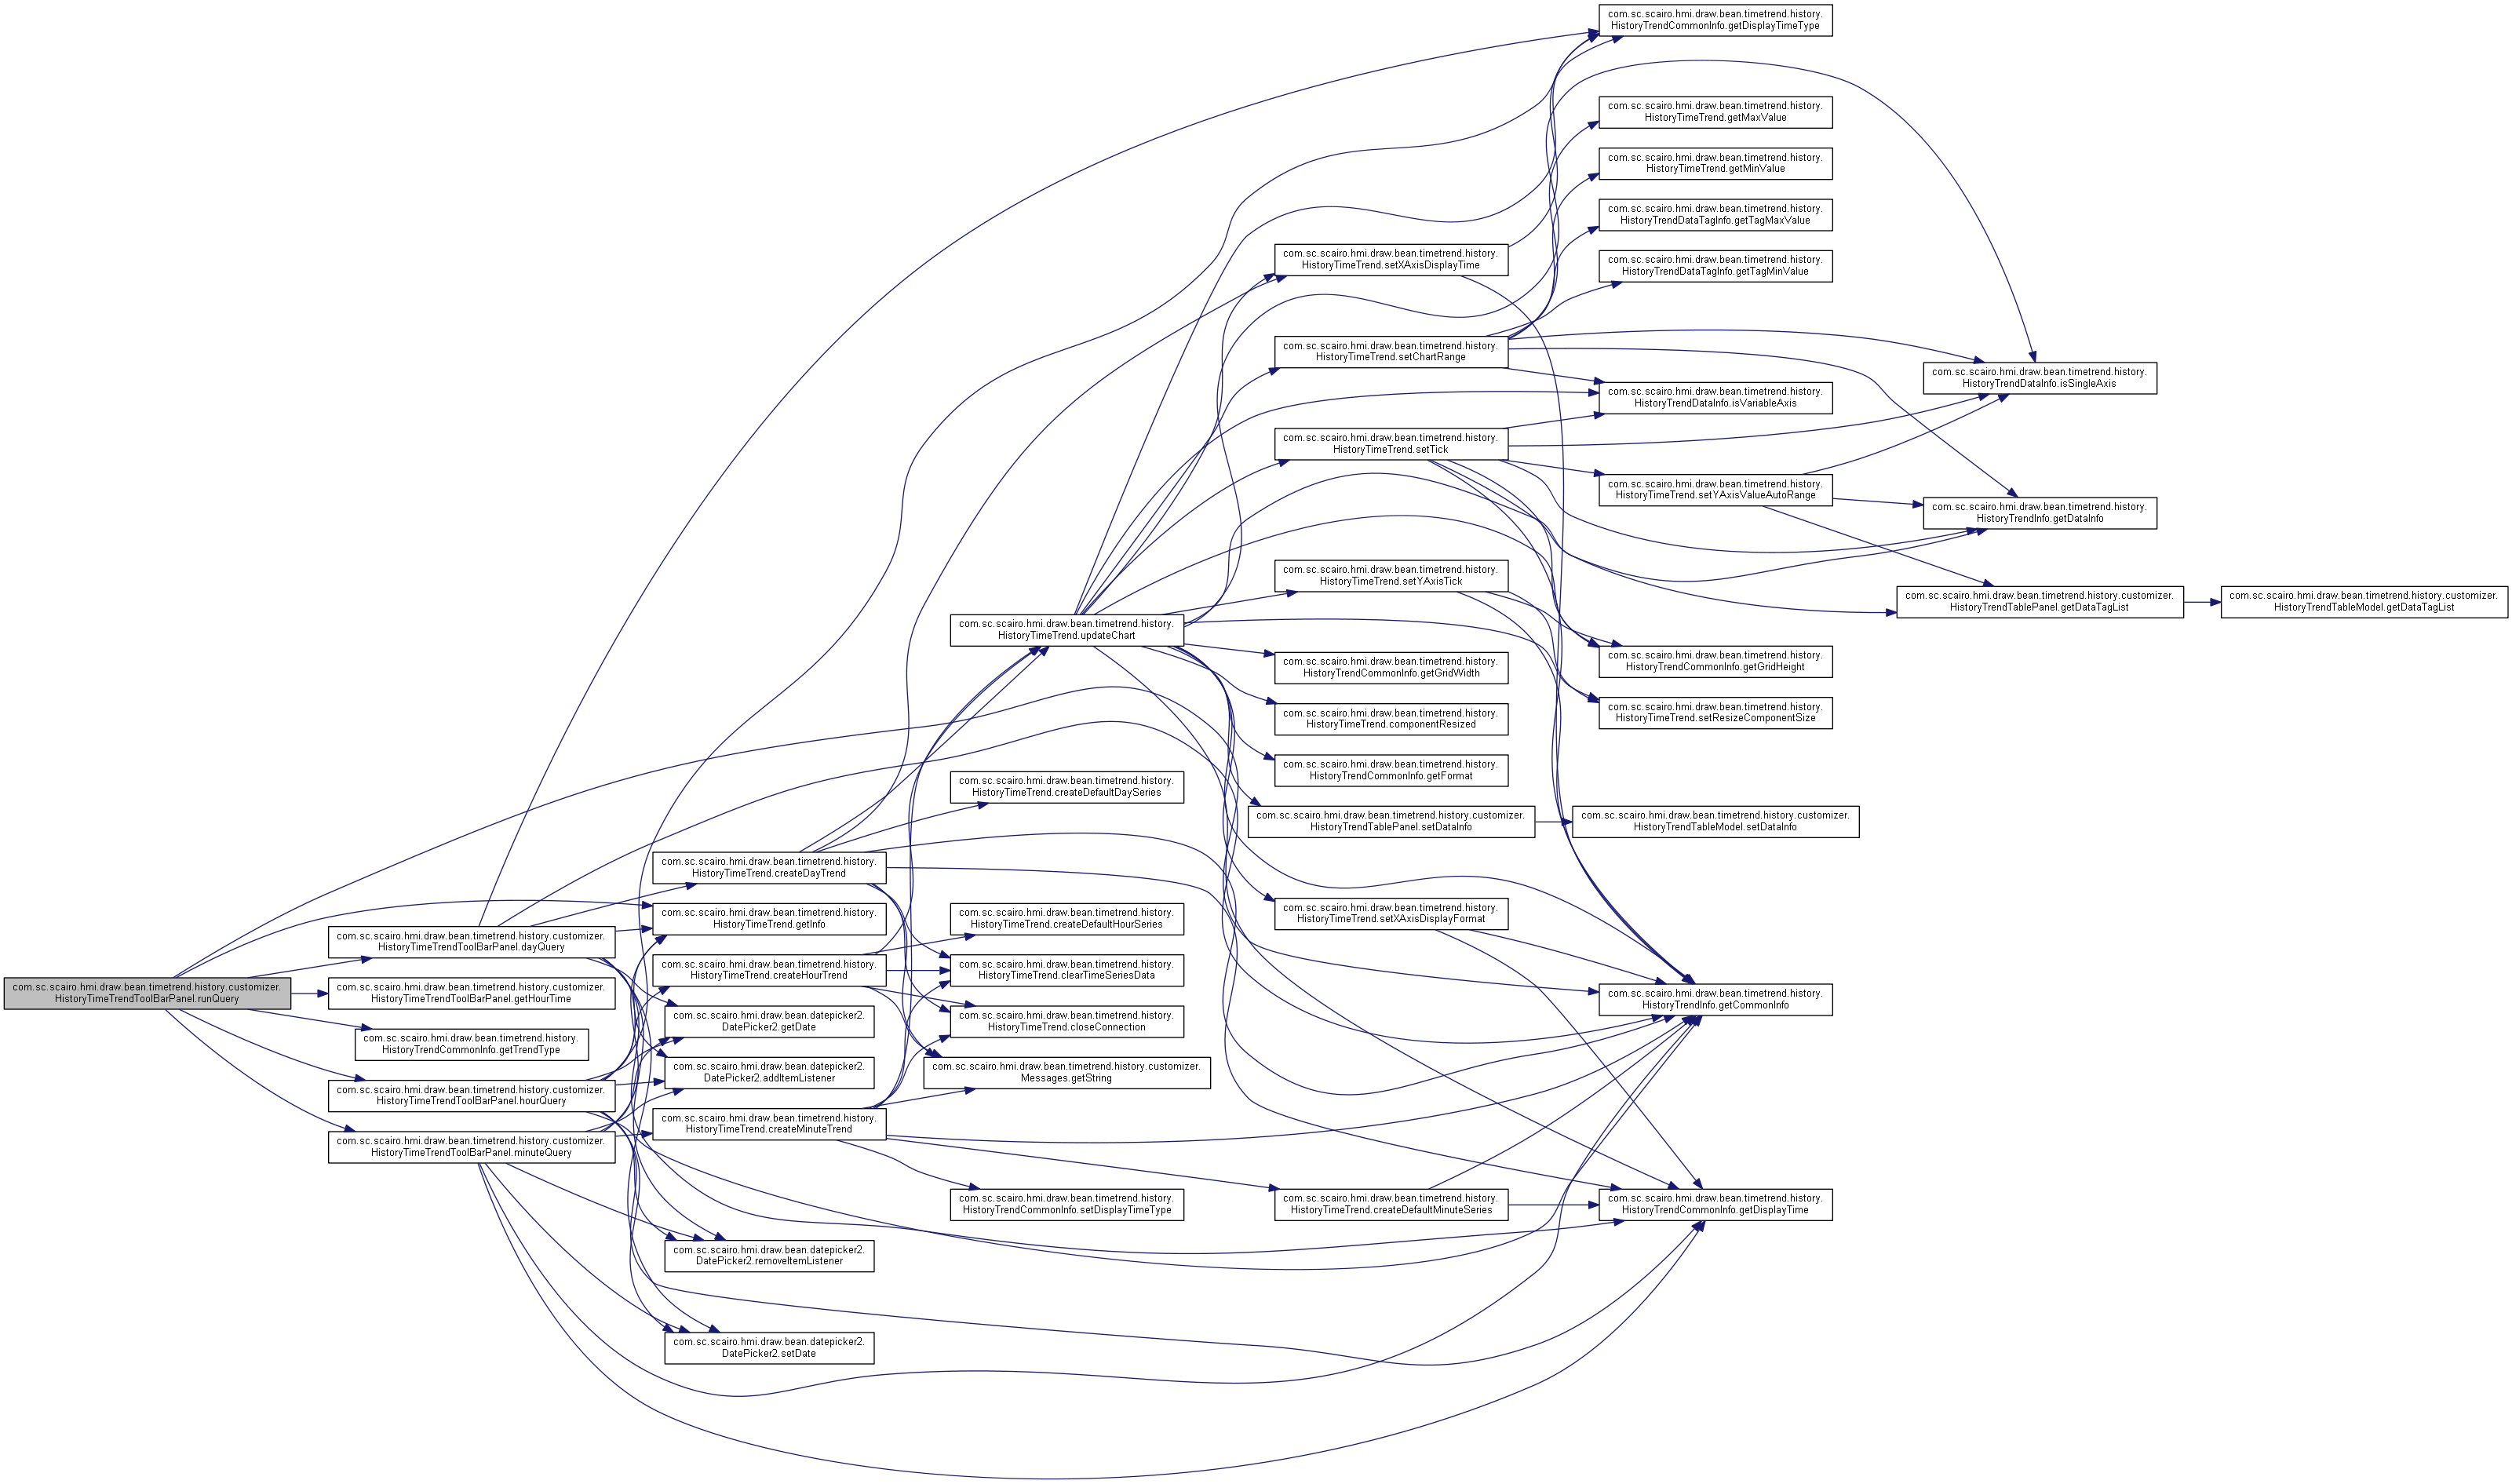 com.sc.scairo.hmi.draw.bean.timetrend.history.customizer.
HistoryTimeTrendToolBarPanel.runQuery
com.sc.scairo.hmi.draw.bean.timetrend.history.customizer.
HistoryTimeTrendToolBarPanel.dayQuery
com.sc.scairo.hmi.draw.bean.timetrend.history.customizer.
HistoryTimeTrendToolBarPanel.getHourTime
com.sc.scairo.hmi.draw.bean.timetrend.history.
HistoryTrendCommonInfo.getTrendType
com.sc.scairo.hmi.draw.bean.timetrend.history.customizer.
HistoryTimeTrendToolBarPanel.hourQuery
com.sc.scairo.hmi.draw.bean.timetrend.history.customizer.
HistoryTimeTrendToolBarPanel.minuteQuery
com.sc.scairo.hmi.draw.bean.timetrend.history.
HistoryTimeTrend.createDayTrend
com.sc.scairo.hmi.draw.bean.timetrend.history.
HistoryTimeTrend.getInfo
com.sc.scairo.hmi.draw.bean.timetrend.history.
HistoryTimeTrend.createHourTrend
com.sc.scairo.hmi.draw.bean.datepicker2.
DatePicker2.getDate
com.sc.scairo.hmi.draw.bean.datepicker2.
DatePicker2.addItemListener
com.sc.scairo.hmi.draw.bean.timetrend.history.
HistoryTimeTrend.createMinuteTrend
com.sc.scairo.hmi.draw.bean.datepicker2.
DatePicker2.removeItemListener
com.sc.scairo.hmi.draw.bean.datepicker2.
DatePicker2.setDate
com.sc.scairo.hmi.draw.bean.timetrend.history.
HistoryTimeTrend.updateChart
com.sc.scairo.hmi.draw.bean.timetrend.history.
HistoryTimeTrend.createDefaultDaySeries
com.sc.scairo.hmi.draw.bean.timetrend.history.
HistoryTimeTrend.createDefaultHourSeries
com.sc.scairo.hmi.draw.bean.timetrend.history.
HistoryTimeTrend.clearTimeSeriesData
com.sc.scairo.hmi.draw.bean.timetrend.history.
HistoryTimeTrend.closeConnection
com.sc.scairo.hmi.draw.bean.timetrend.history.customizer.
Messages.getString
com.sc.scairo.hmi.draw.bean.timetrend.history.
HistoryTrendCommonInfo.setDisplayTimeType
com.sc.scairo.hmi.draw.bean.timetrend.history.
HistoryTimeTrend.setXAxisDisplayTime
com.sc.scairo.hmi.draw.bean.timetrend.history.
HistoryTimeTrend.setChartRange
com.sc.scairo.hmi.draw.bean.timetrend.history.
HistoryTimeTrend.setTick
com.sc.scairo.hmi.draw.bean.timetrend.history.
HistoryTimeTrend.setYAxisTick
com.sc.scairo.hmi.draw.bean.timetrend.history.
HistoryTrendCommonInfo.getGridWidth
com.sc.scairo.hmi.draw.bean.timetrend.history.
HistoryTimeTrend.componentResized
com.sc.scairo.hmi.draw.bean.timetrend.history.
HistoryTrendCommonInfo.getFormat
com.sc.scairo.hmi.draw.bean.timetrend.history.customizer.
HistoryTrendTablePanel.setDataInfo
com.sc.scairo.hmi.draw.bean.timetrend.history.
HistoryTimeTrend.setXAxisDisplayFormat
com.sc.scairo.hmi.draw.bean.timetrend.history.
HistoryTimeTrend.createDefaultMinuteSeries
com.sc.scairo.hmi.draw.bean.timetrend.history.
HistoryTrendCommonInfo.getDisplayTimeType
com.sc.scairo.hmi.draw.bean.timetrend.history.
HistoryTimeTrend.getMaxValue
com.sc.scairo.hmi.draw.bean.timetrend.history.
HistoryTimeTrend.getMinValue
com.sc.scairo.hmi.draw.bean.timetrend.history.
HistoryTrendDataTagInfo.getTagMaxValue
com.sc.scairo.hmi.draw.bean.timetrend.history.
HistoryTrendDataTagInfo.getTagMinValue
com.sc.scairo.hmi.draw.bean.timetrend.history.
HistoryTrendDataInfo.isVariableAxis
com.sc.scairo.hmi.draw.bean.timetrend.history.
HistoryTimeTrend.setYAxisValueAutoRange
com.sc.scairo.hmi.draw.bean.timetrend.history.
HistoryTrendCommonInfo.getGridHeight
com.sc.scairo.hmi.draw.bean.timetrend.history.
HistoryTimeTrend.setResizeComponentSize
com.sc.scairo.hmi.draw.bean.timetrend.history.customizer.
HistoryTrendTableModel.setDataInfo
com.sc.scairo.hmi.draw.bean.timetrend.history.
HistoryTrendInfo.getCommonInfo
com.sc.scairo.hmi.draw.bean.timetrend.history.
HistoryTrendCommonInfo.getDisplayTime
com.sc.scairo.hmi.draw.bean.timetrend.history.
HistoryTrendDataInfo.isSingleAxis
com.sc.scairo.hmi.draw.bean.timetrend.history.
HistoryTrendInfo.getDataInfo
com.sc.scairo.hmi.draw.bean.timetrend.history.customizer.
HistoryTrendTablePanel.getDataTagList
com.sc.scairo.hmi.draw.bean.timetrend.history.customizer.
HistoryTrendTableModel.getDataTagList